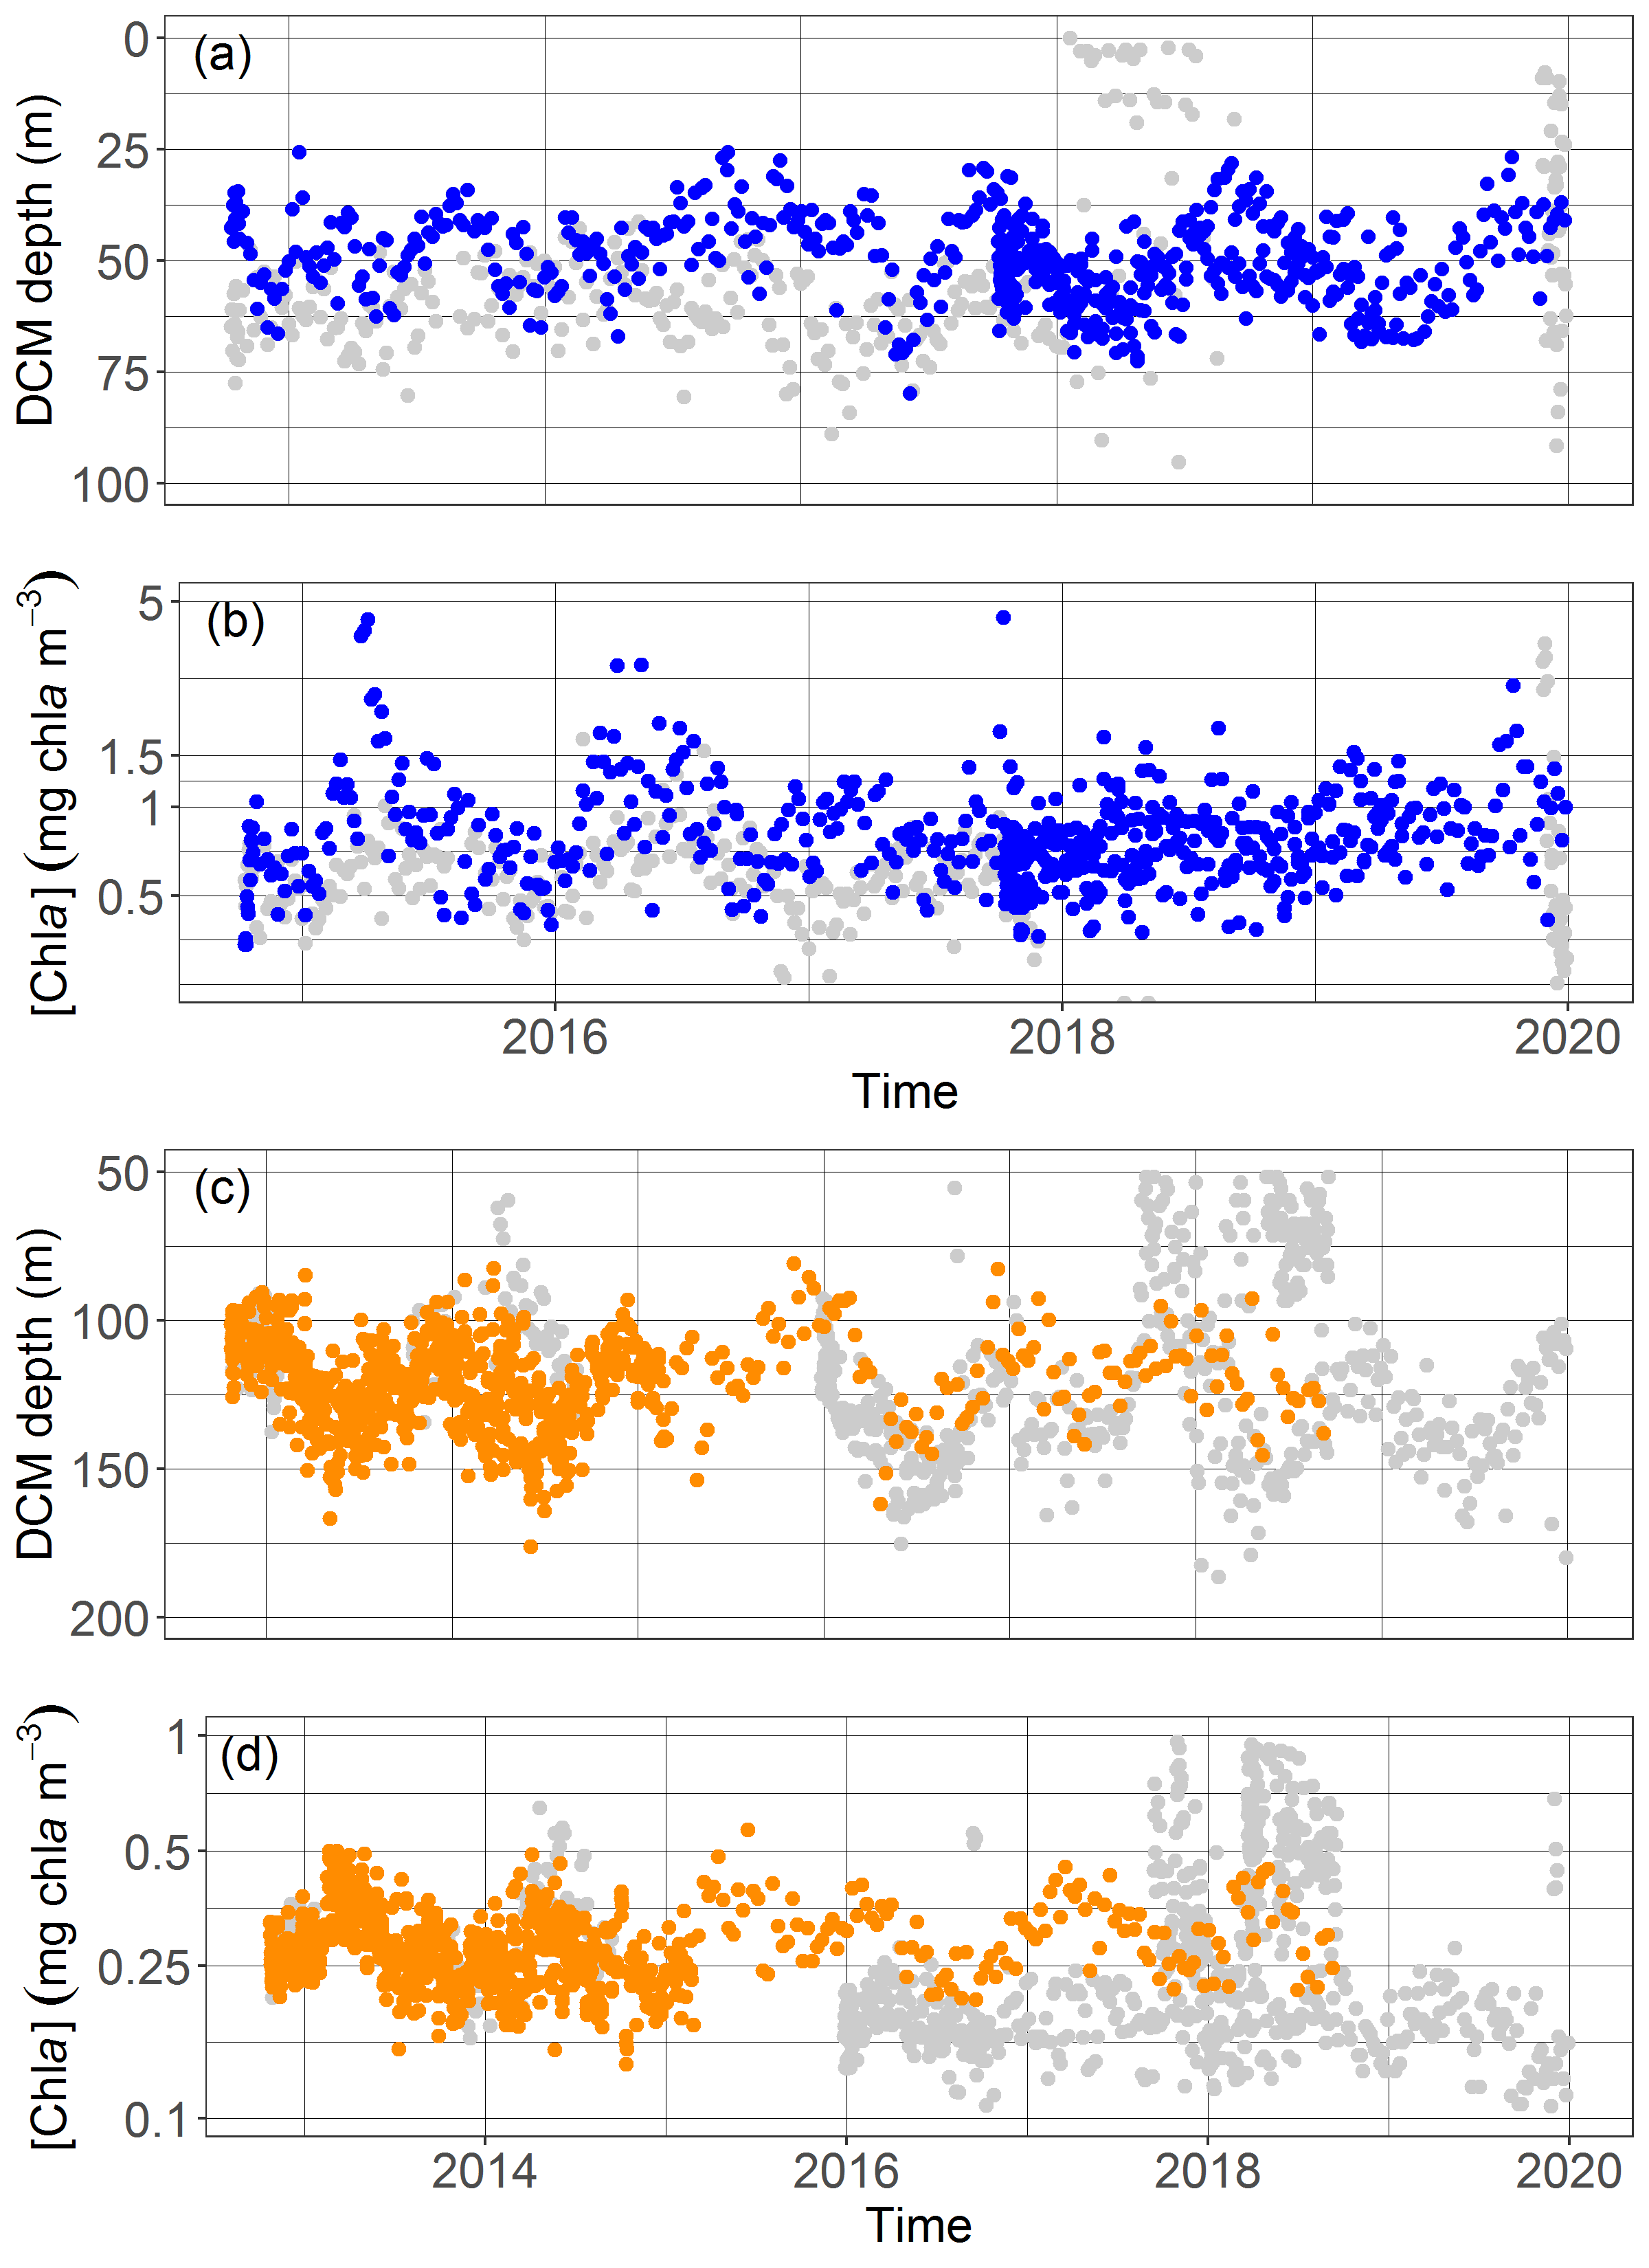 (a)
DCM depth (m)
0
25
50
75
100
(b)
[Chla] (mg chla m⁻³)
5
1.5
1
0.5
2016
2018
2020
Time
(c)
DCM depth (m)
50
100
150
200
(d)
[Chla] (mg chla m⁻³)
1
0.5
0.25
0.1
2014
2016
2018
2020
Time